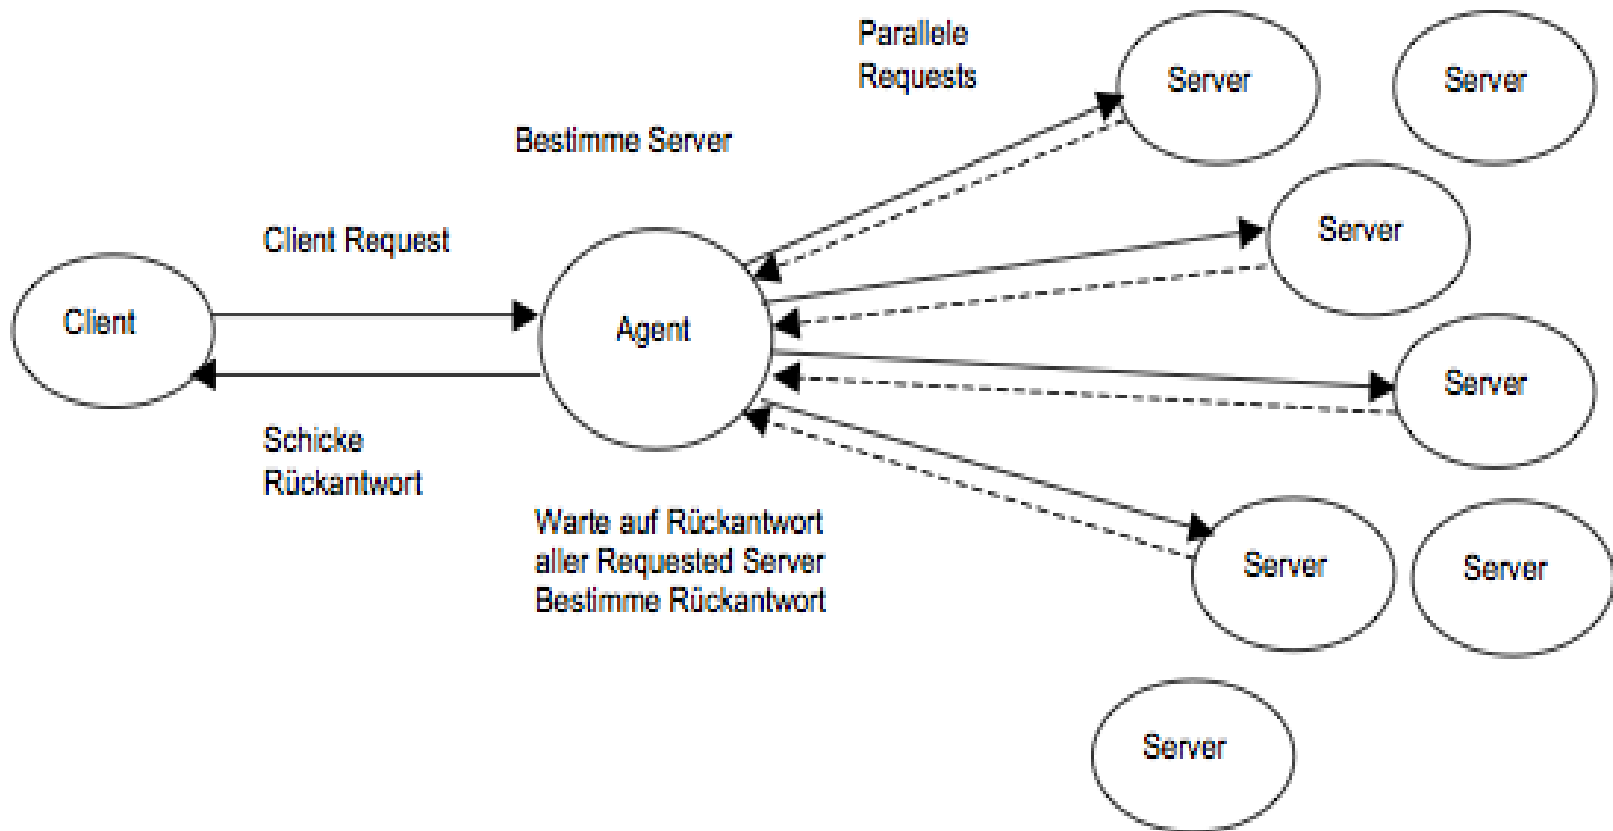 Parallele
Requests
Server
Server
Bestimme Server
Server
Client Request
Client
Agent
Server
Schicke
Rückantwort
Warte auf Rückantwort
aller Requested Server
Bestimme Rückantwort
Server
Server
Server